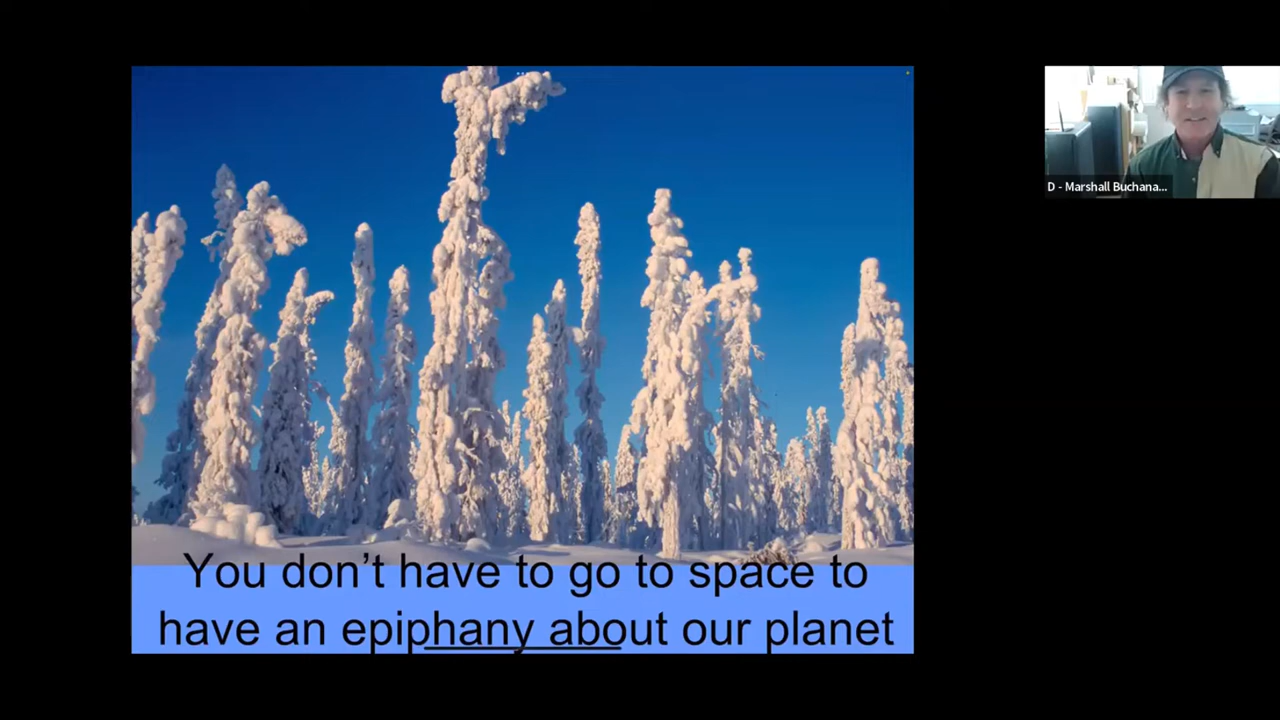 You don’t have to go to space to
have an epiphany about our planet
D - Marshall Buchana...